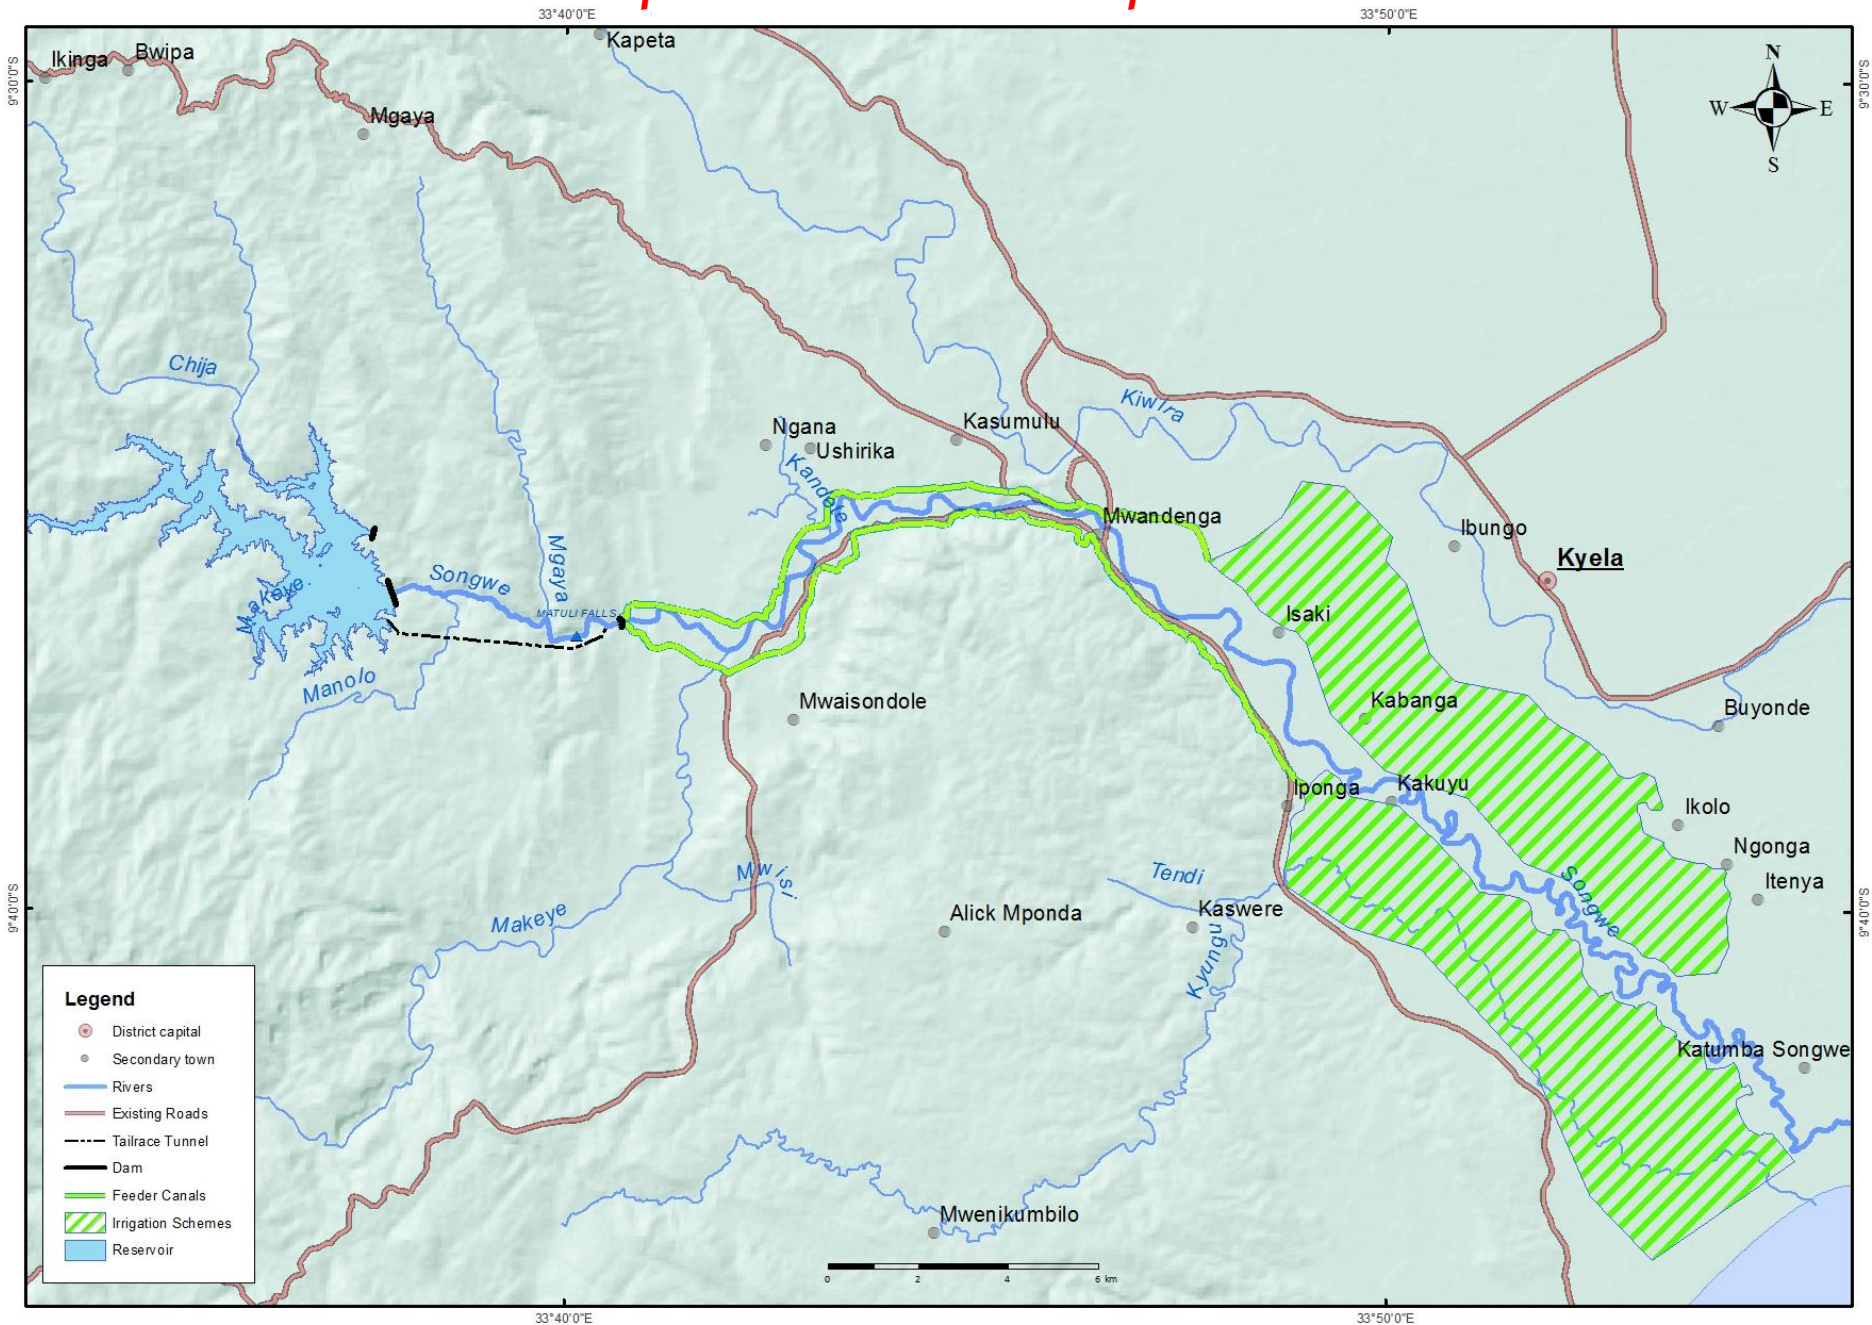 33°40'0"E
33°50'0"E
Kapeta
Ikinga
Bwipa
N
9°30'0"S
9°30'0"S
W
E
Mgaya
S
Chija
Kiwira
Kasumulu
Ngana
Ushirika
Kandete
Mwandenga
Ibungo
Kyela
Songwe
Mgaya
Makeye
MATULI FALLS
Isaki
Manolo
Mwaisondole
Kabanga
Buyonde
Iponga
Kakuyu
Ikolo
Ngonga
Mwisi
Tendi
Itenya
Songwe
Makeye
Alick Mponda
Kaswere
9°40'0"S
9°40'0"S
Kyungu
Katumba Songwe
Legend
District capital
Secondary town
Rivers
Existing Roads
Tailrace Tunnel
Dam
Feeder Canals
Irrigation Schemes
Reservoir
Mwenikumbilo
0 2 4 6 km
33°40'0"E
33°50'0"E